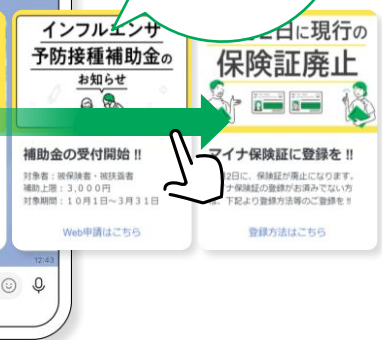 インフルエンザ
予防接種補助金の
お知らせ
補助金の受付開始 !!
対象者：被保険者・被扶養者
補助上限：3,000円
対象期間：10月1日～3月31日
Web申請はこちら
12:43
2日に現行の
保険証廃止
マイナ保険証に登録を !!
2日に、保険証が廃止になります。
ナ保険証の登録がお済みでない方
、下記より登録方法等のご登録を !!
登録方法はこちら